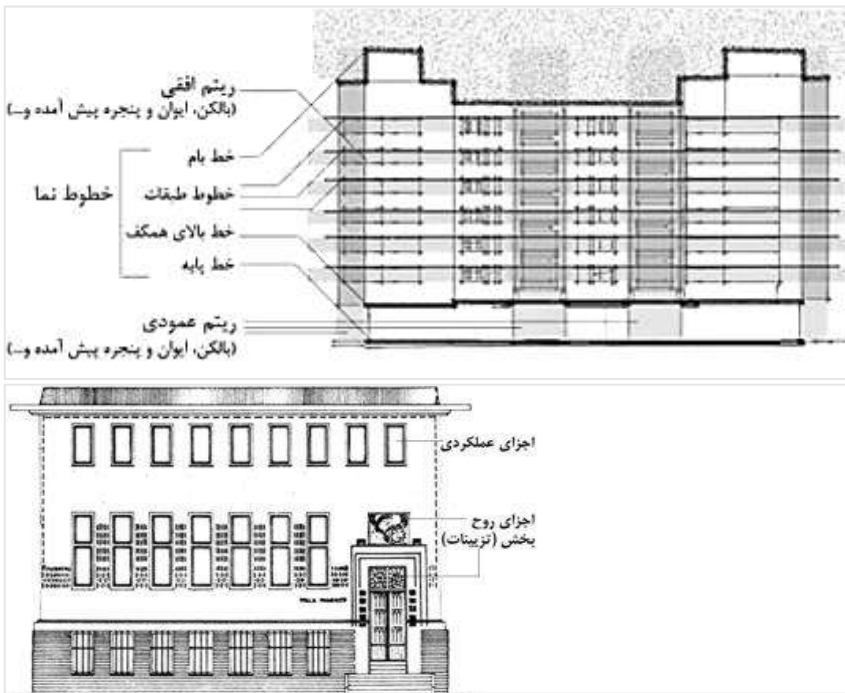 ریتم افقی
(بالکن، ایوان و پنجره پیش آمده و...)
خط بام
خطوط طبقات
خطوط نما
خط بالای همکف
خط پایه
ریتم عمودی
(بالکن، ایوان و پنجره پیش آمده و...)
اجزای عملکردی
اجزای روح
بخش (تزیینات)